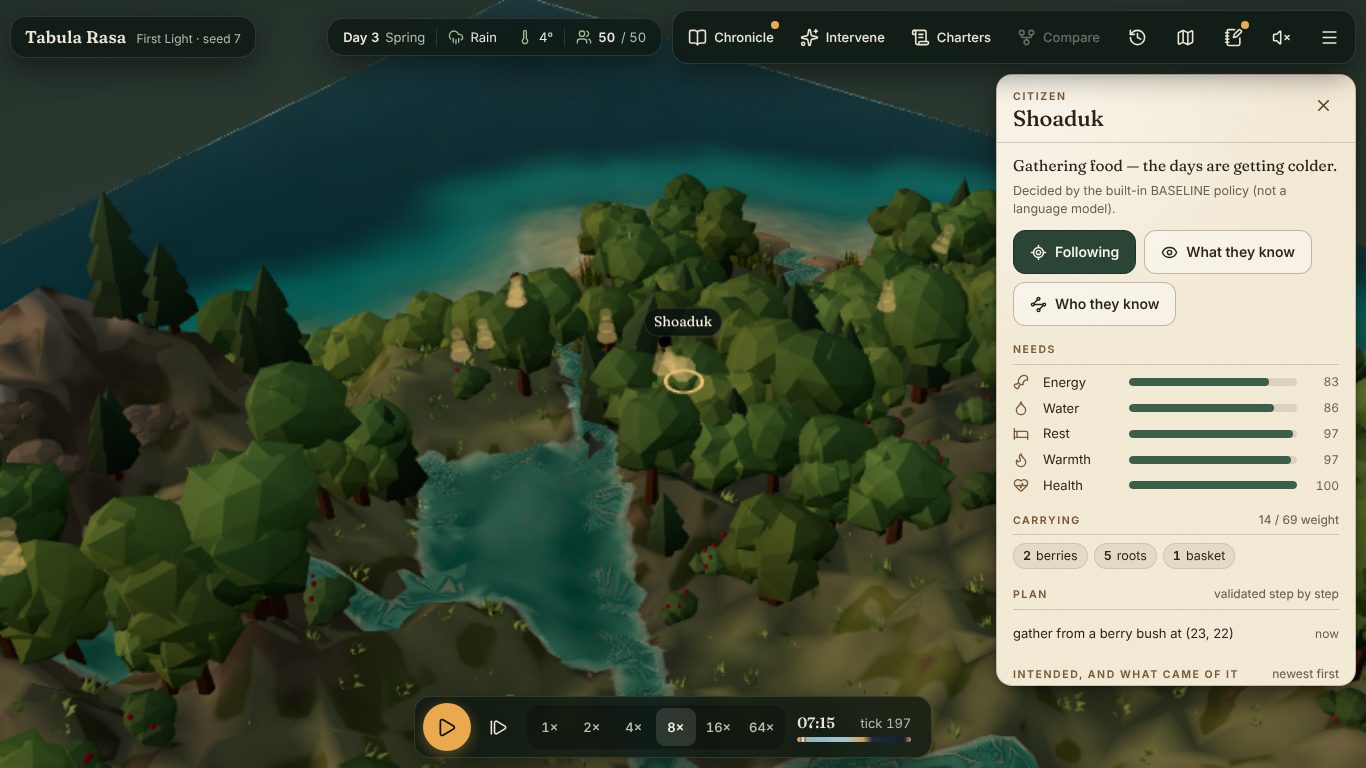 Tabula Rasa First Light · seed 7
Day 3 Spring Rain 4° 50 / 50
Chronicle Intervene Charters Compare
CITIZEN
Shoaduk
Gathering food — the days are getting colder.
Decided by the built-in BASELINE policy (not a
language model).
Following What they know
Who they know
NEEDS
Energy 83
Water 86
Rest 97
Warmth 97
Health 100
CARRYING 14 / 69 weight
2 berries 5 roots 1 basket
PLAN validated step by step
gather from a berry bush at (23, 22) now
INTENDED, AND WHAT CAME OF IT newest first
Shoaduk
1× 2× 4× 8× 16× 64× 07:15 tick 197